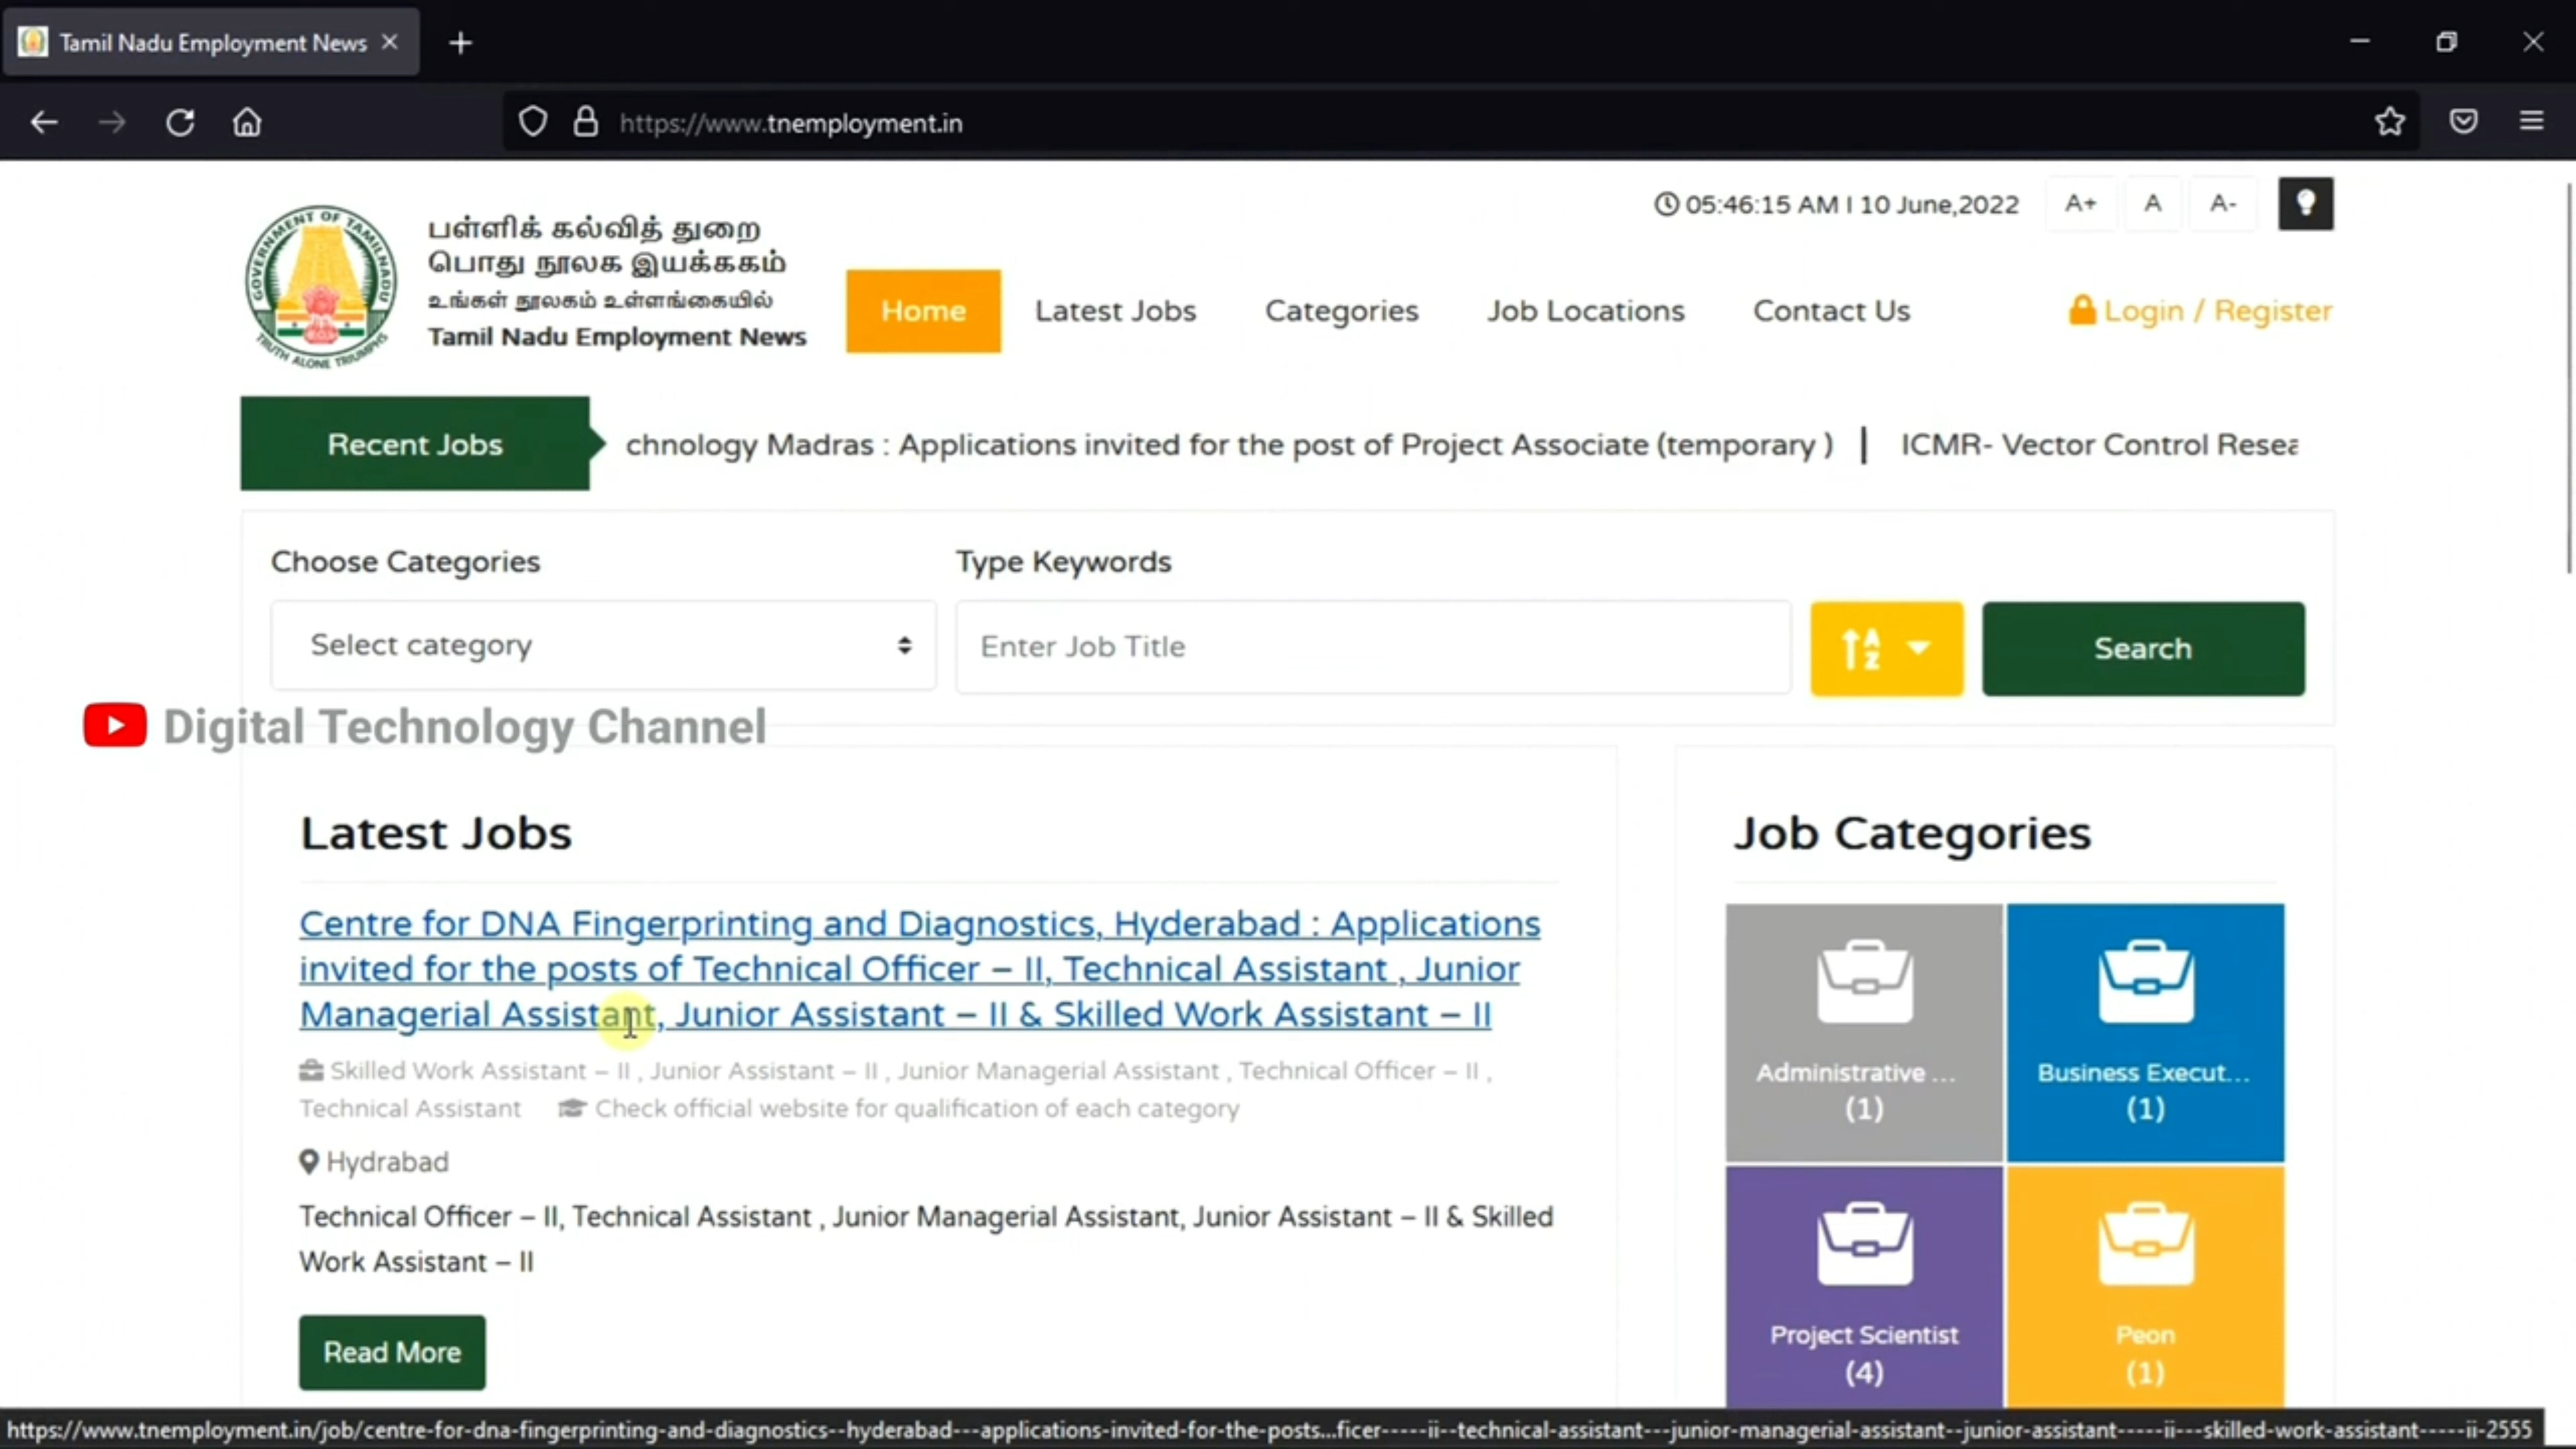 Tamil Nadu Employment News
https://www.tnemployment.in
05:46:15 AM I 10 June,2022
A+
A
A-
GOVERNMENT OF TAMILNADU
TRUTH ALONE TRIUMPHS
பள்ளிக் கல்வித் துறை
பொது நூலக இயக்ககம்
உங்கள் நூலகம் உள்ளங்கையில்
Tamil Nadu Employment News
Home
Latest Jobs
Categories
Job Locations
Contact Us
Login / Register
Recent Jobs
chnology Madras : Applications invited for the post of Project Associate (temporary ) | ICMR- Vector Control Resea
Choose Categories
Type Keywords
Select category
Enter Job Title
A
Z
Search
Digital Technology Channel
Latest Jobs
Centre for DNA Fingerprinting and Diagnostics, Hyderabad : Applications
invited for the posts of Technical Officer – II, Technical Assistant , Junior
Managerial Assistant, Junior Assistant – II & Skilled Work Assistant – II
Skilled Work Assistant – II , Junior Assistant – II , Junior Managerial Assistant , Technical Officer – II ,
Technical Assistant Check official website for qualification of each category
Hydrabad
Technical Officer – II, Technical Assistant , Junior Managerial Assistant, Junior Assistant – II & Skilled
Work Assistant – II
Read More
Job Categories
Administrative ...
(1)
Business Execut...
(1)
Project Scientist
(4)
Peon
(1)
https://www.tnemployment.in/job/centre-for-dna-fingerprinting-and-diagnostics--hyderabad---applications-invited-for-the-posts...ficer-----ii--technical-assistant---junior-managerial-assistant--junior-assistant-----ii---skilled-work-assistant-----ii-2555